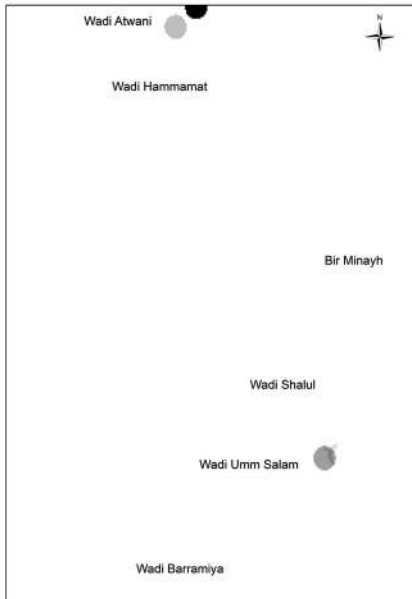 Wadi Atwani
N
Wadi Hammamat
Bir Minayh
Wadi Shalul
Wadi Umm Salam
Wadi Barramiya